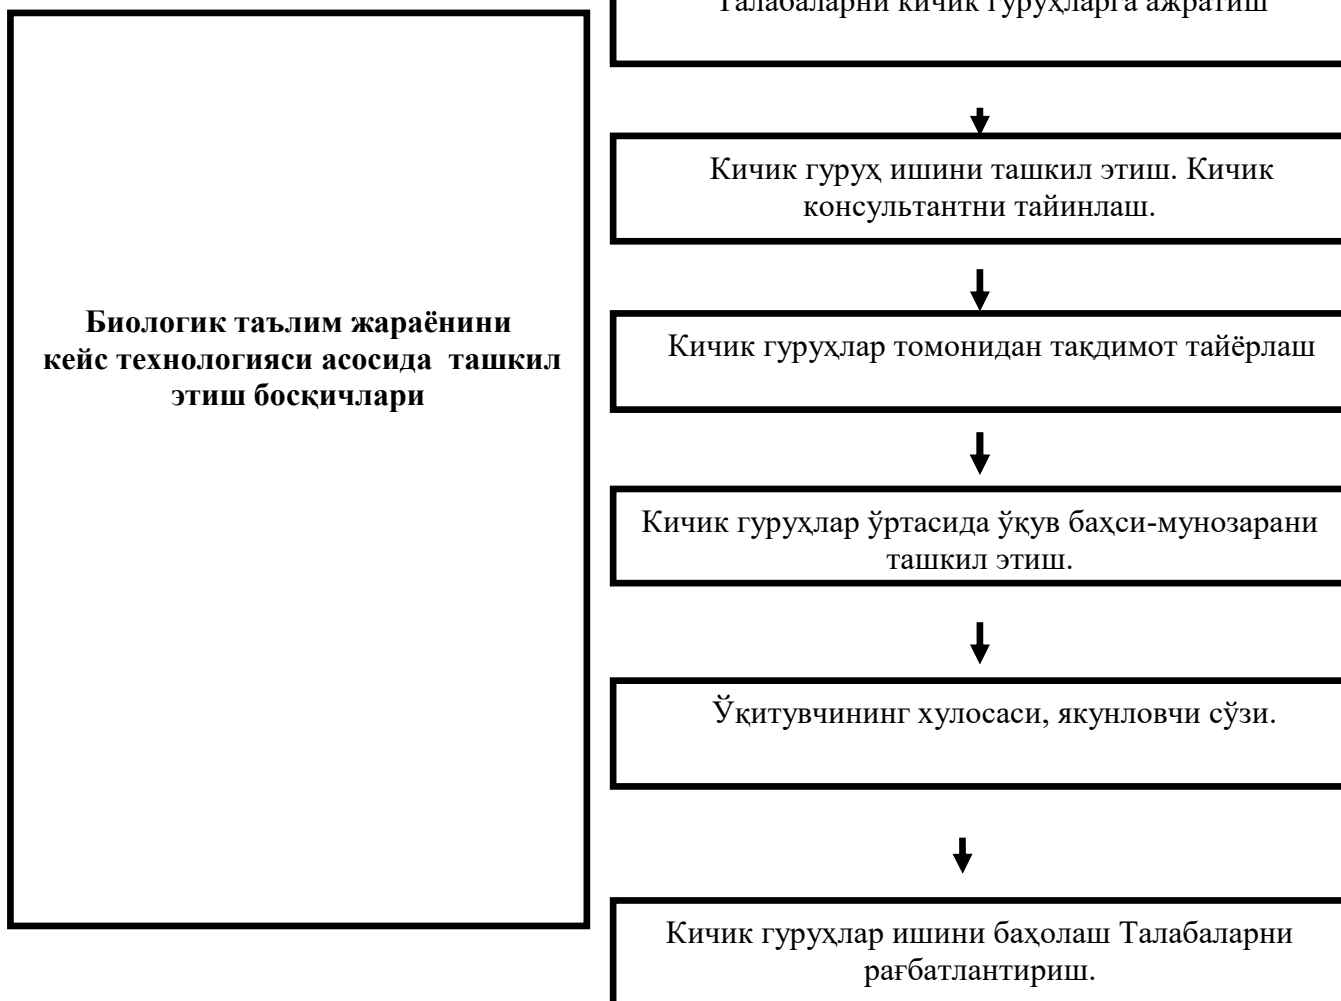 Талабаларни кичик гуруҳларга ажратиш
Кичик гуруҳ ишини ташкил этиш. Кичик
консультантни тайинлаш.
Биологик таълим жараёнини
кейс технологияси асосида ташкил
этиш босқичлари
Кичик гуруҳлар томонидан тақдимот тайёрлаш
Кичик гуруҳлар ўртасида ўқув баҳси-мунозарани
ташкил этиш.
Ўқитувчининг хулосаси, якунловчи сўзи.
Кичик гуруҳлар ишини баҳолаш Талабаларни
рағбатлантириш.